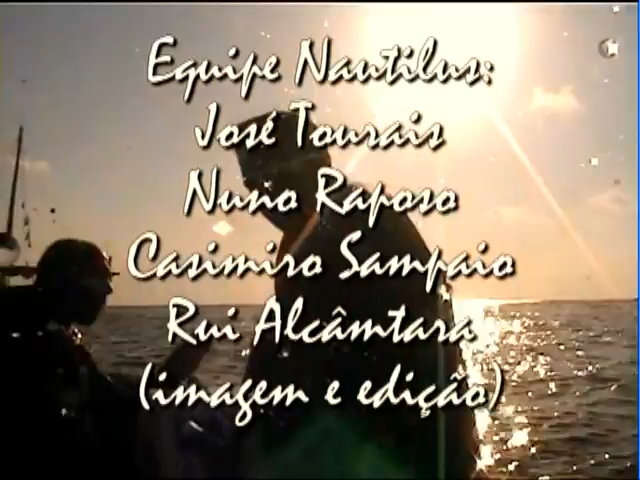 Equipe Nautilus:
José Tourais
Nuno Raposo
Casimiro Sampaio
Rui Alcâmtara
(imagem e edição)